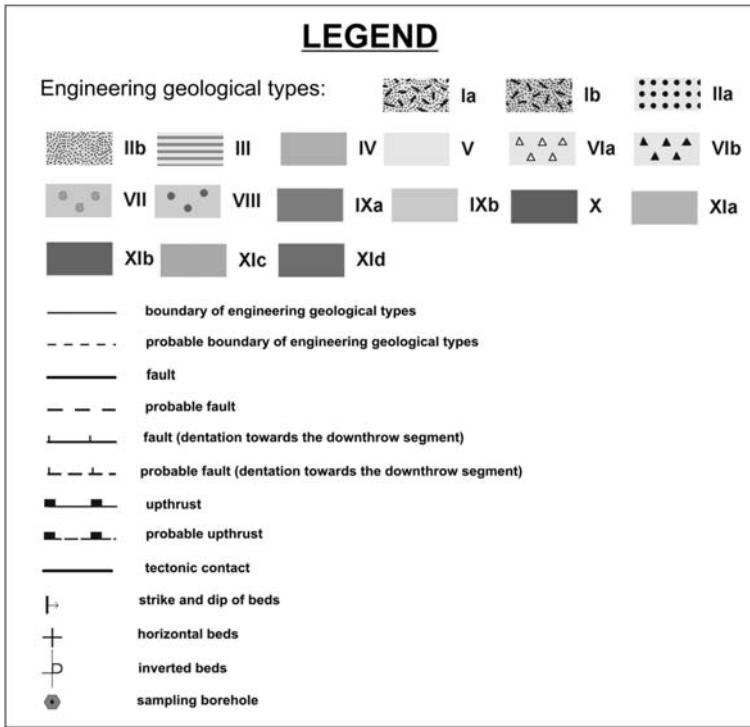 LEGEND
Engineering geological types: Ia Ib IIa
IIb III IV V VIa VIb
VII VIII IXa IXb X XIa
XIb XIc XId
boundary of engineering geological types
probable boundary of engineering geological types
fault
probable fault
fault (dentation towards the downthrow segment)
probable fault (dentation towards the downthrow segment)
upthrust
probable upthrust
tectonic contact
strike and dip of beds
horizontal beds
inverted beds
sampling borehole